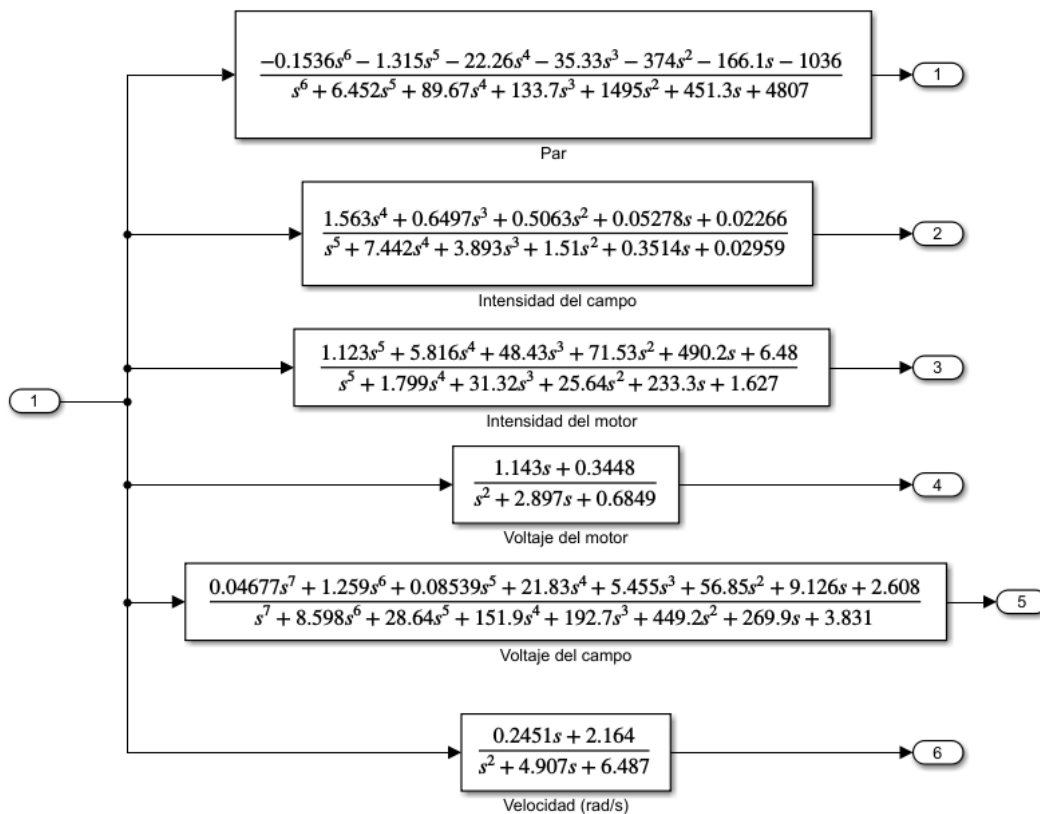 -0.1536s⁶ - 1.315s⁵ - 22.26s⁴ - 35.33s³ - 374s² - 166.1s - 1036
s⁶ + 6.452s⁵ + 89.67s⁴ + 133.7s³ + 1495s² + 451.3s + 4807
1
Par
1.563s⁴ + 0.6497s³ + 0.5063s² + 0.05278s + 0.02266
s⁵ + 7.442s⁴ + 3.893s³ + 1.51s² + 0.3514s + 0.02959
2
Intensidad del campo
1.123s⁵ + 5.816s⁴ + 48.43s³ + 71.53s² + 490.2s + 6.48
s⁵ + 1.799s⁴ + 31.32s³ + 25.64s² + 233.3s + 1.627
3
1
Intensidad del motor
1.143s + 0.3448
s² + 2.897s + 0.6849
4
Voltaje del motor
0.04677s⁷ + 1.259s⁶ + 0.08539s⁵ + 21.83s⁴ + 5.455s³ + 56.85s² + 9.126s + 2.608
s⁷ + 8.598s⁶ + 28.64s⁵ + 151.9s⁴ + 192.7s³ + 449.2s² + 269.9s + 3.831
5
Voltaje del campo
0.2451s + 2.164
s² + 4.907s + 6.487
6
Velocidad (rad/s)